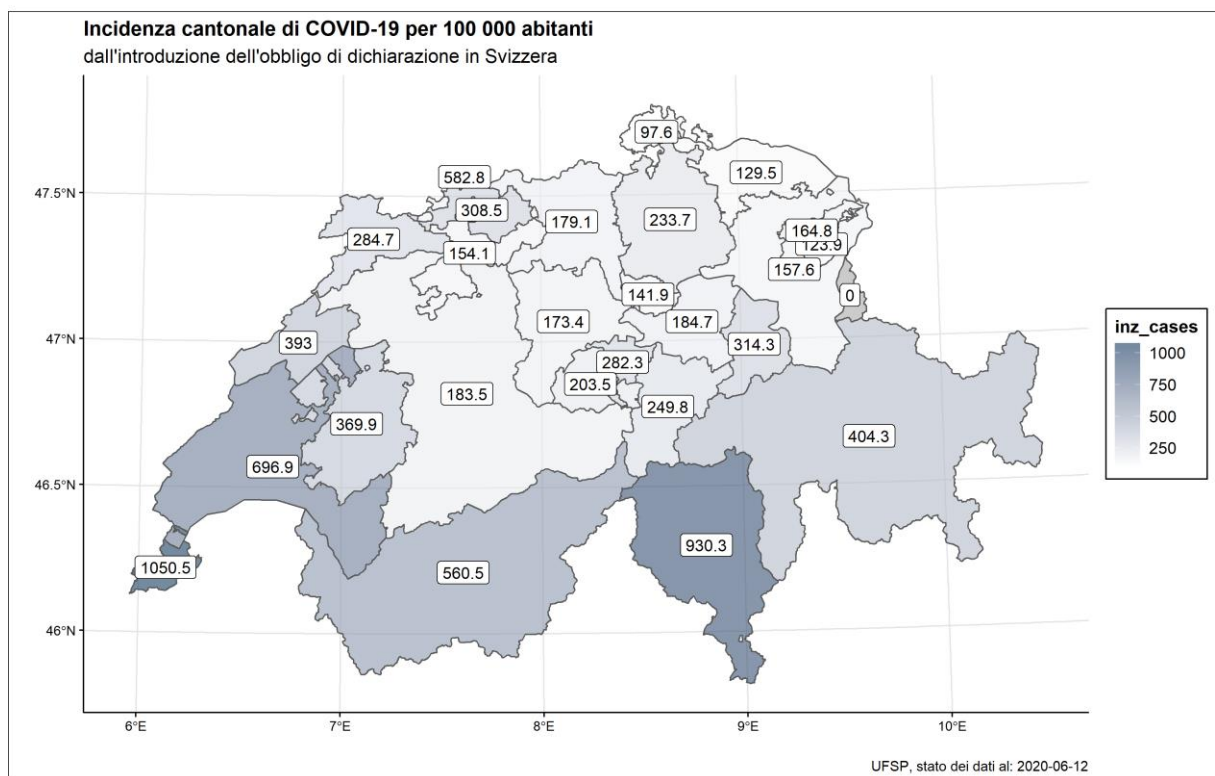 Incidenza cantonale di COVID-19 per 100 000 abitanti
dall'introduzione dell'obbligo di dichiarazione in Svizzera
97.6
129.5
582.8
47.5°N
308.5
179.1
233.7
164.8
123.9
284.7
154.1
157.6
141.9
0
173.4
184.7
47°N
393
314.3
282.3
203.5
183.5
249.8
369.9
404.3
696.9
46.5°N
930.3
1050.5
560.5
46°N
6°E
7°E
8°E
9°E
10°E
inz_cases
1000
750
500
250
UFSP, stato dei dati al: 2020-06-12